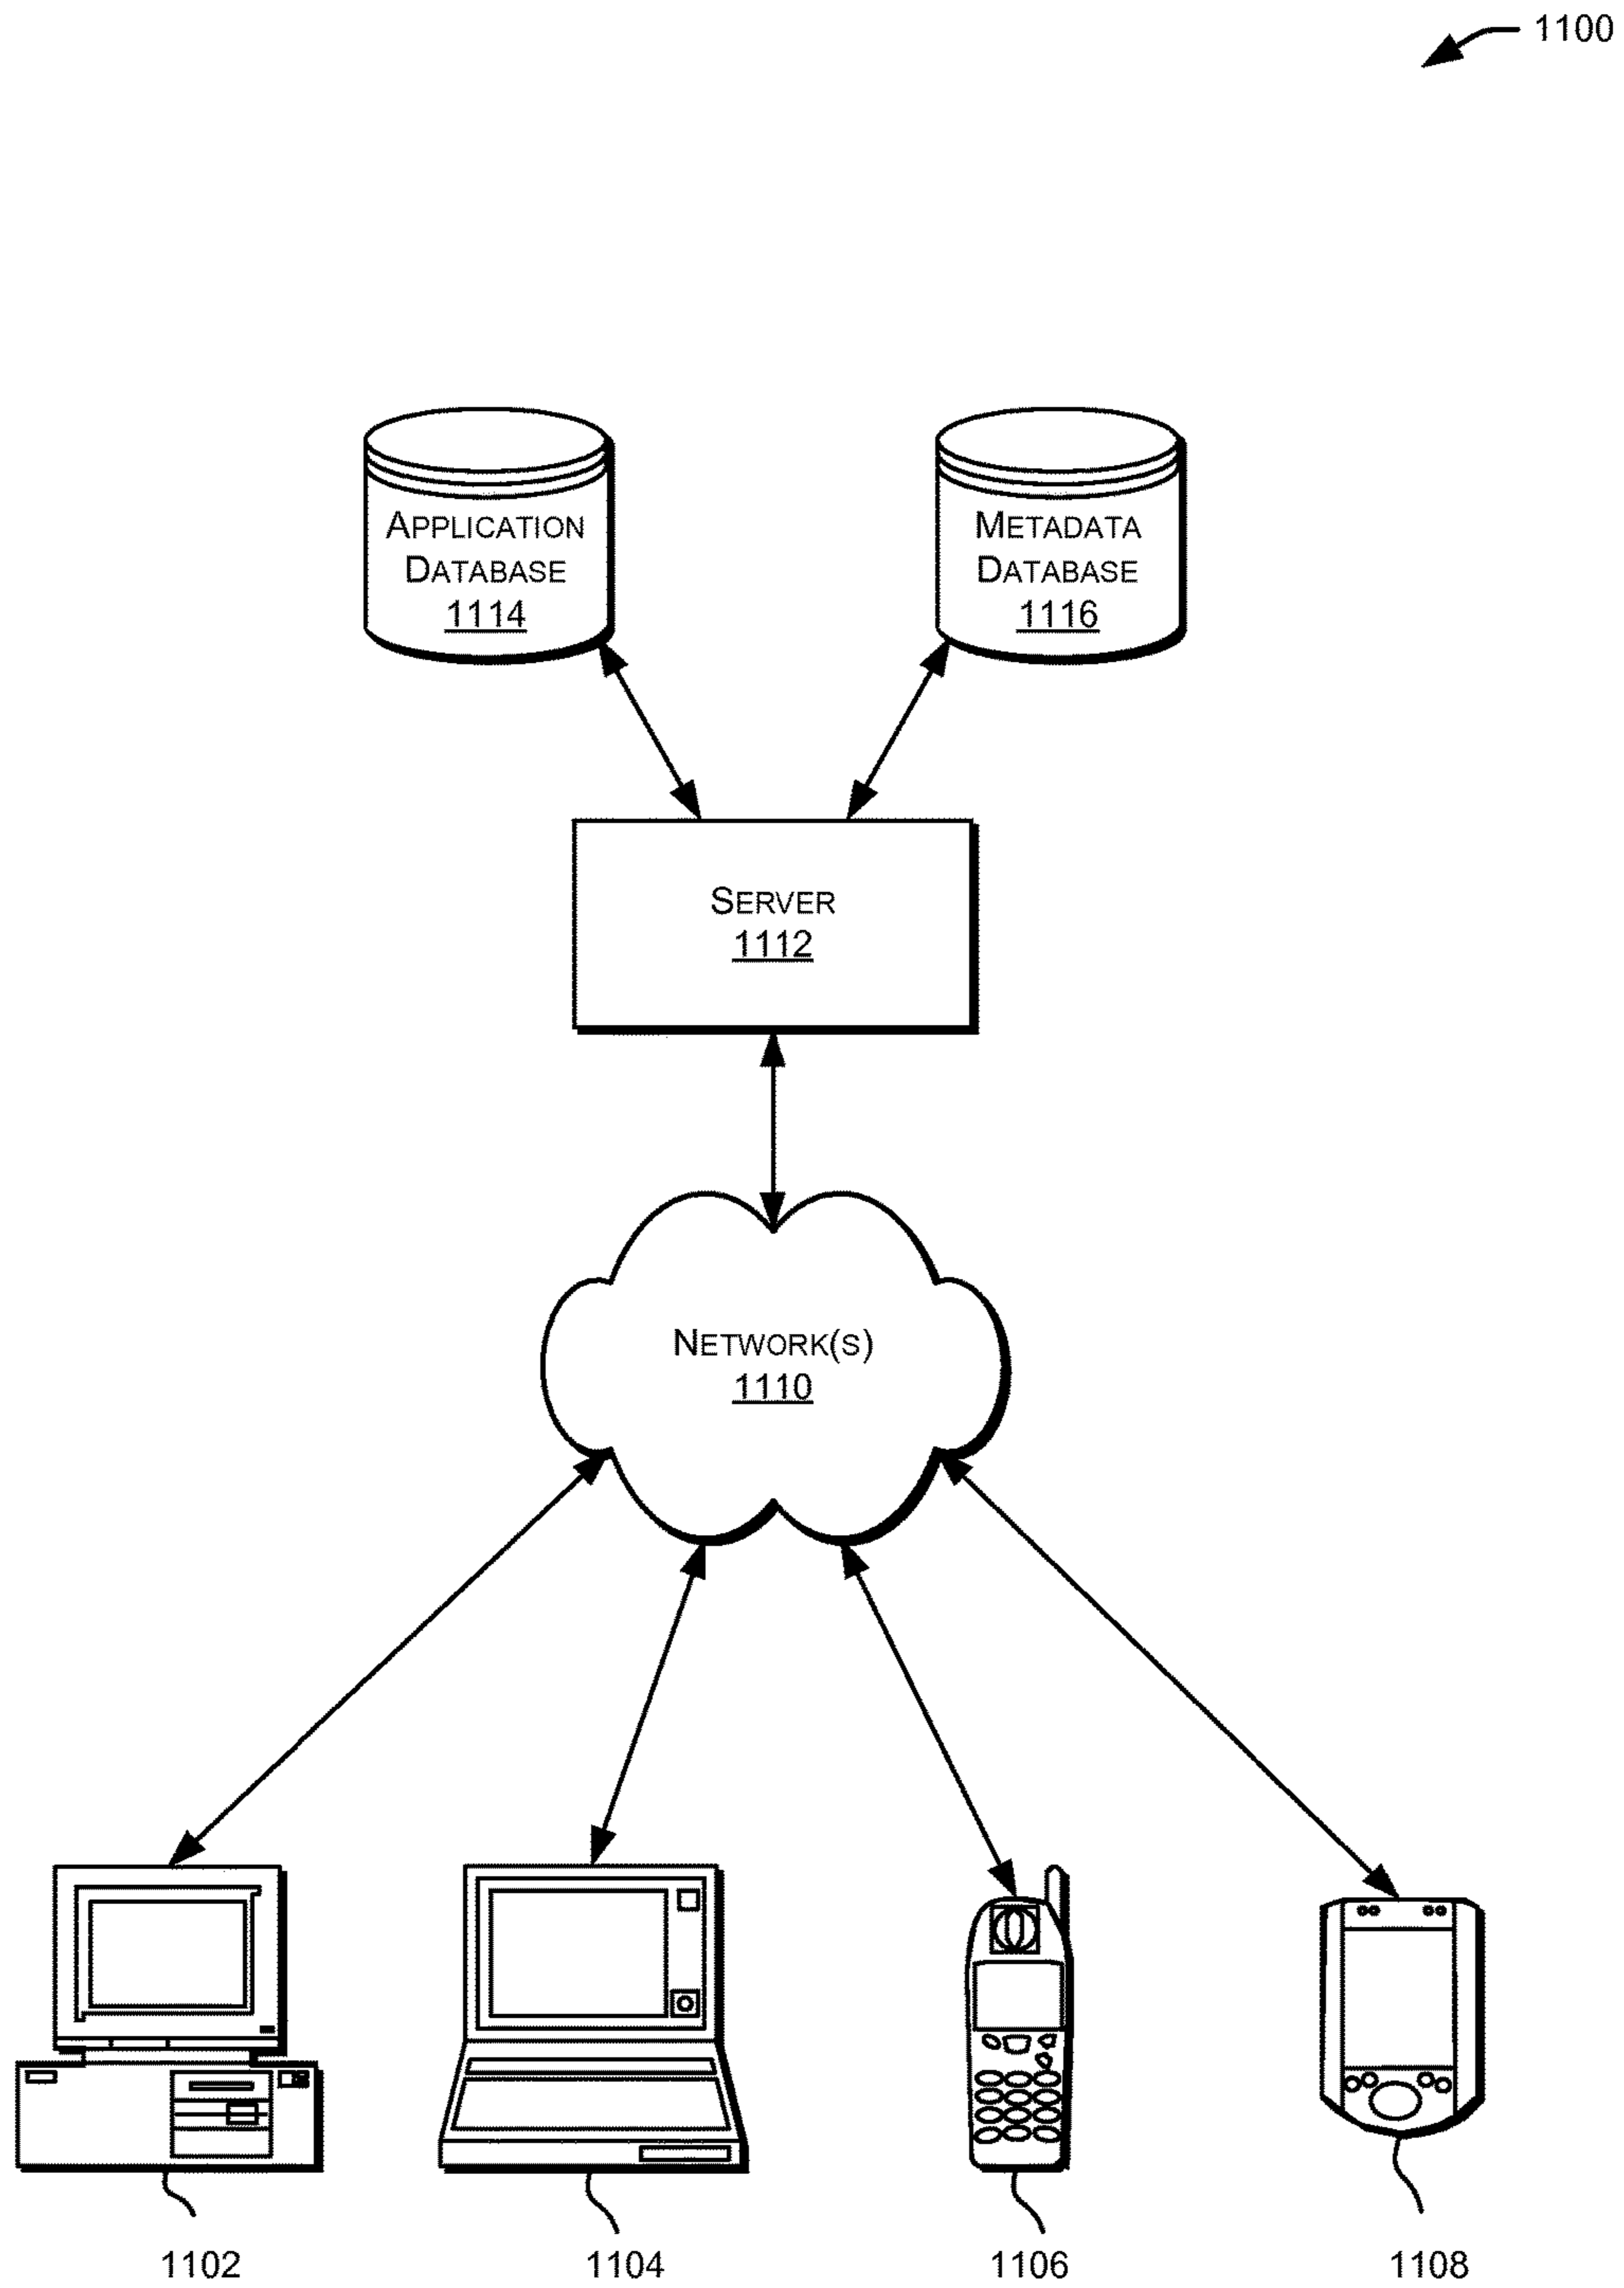 1100
APPLICATION
DATABASE
1114
METADATA
DATABASE
1116
SERVER
1112
NETWORK(S)
1110
1102
1104
1106
1108